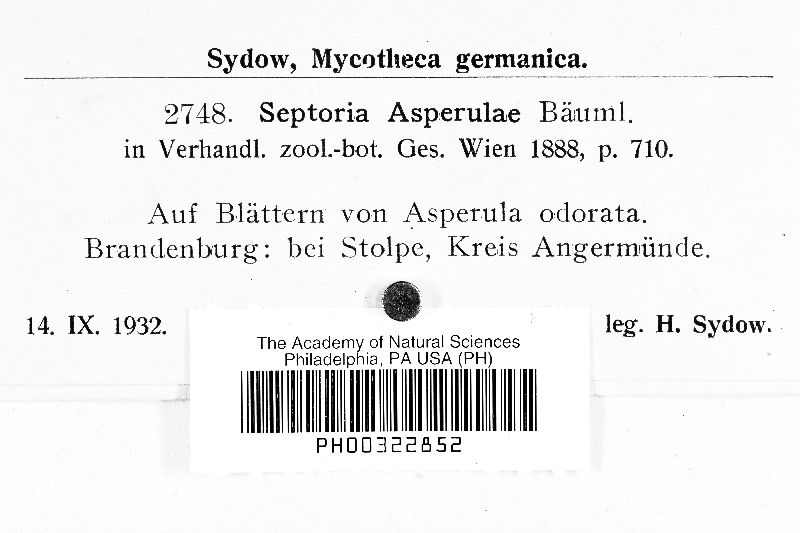 Sydow, Mycotheca germanica.
2748. Septoria Asperulae Bäuml.
in Verhandl. zool.-bot. Ges. Wien 1888, p. 710.
Auf Blättern von Asperula odorata.
Brandenburg: bei Stolpe, Kreis Angermünde.
14. IX. 1932. leg. H. Sydow.
The Academy of Natural Sciences
Philadelphia, PA USA (PH)
PH00322852